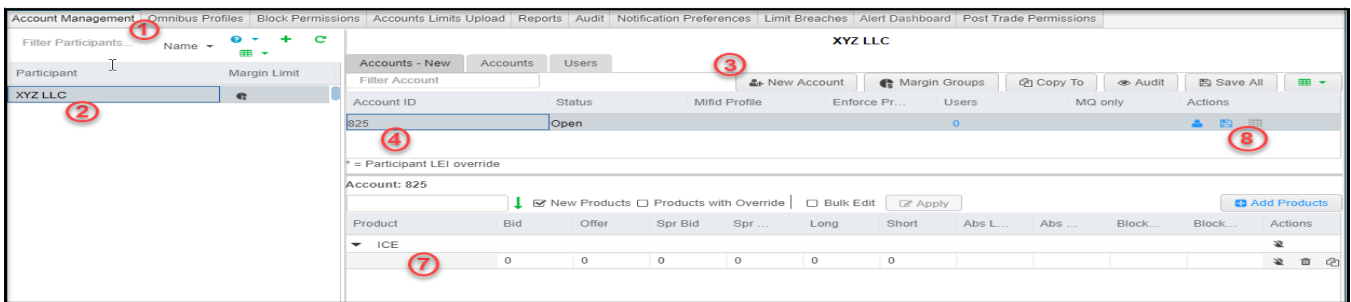 Account Management Omnibus Profiles Block Permissions Accounts Limits Upload Reports Audit Notification Preferences Limit Breaches Alert Dashboard Post Trade Permissions
1
Filter Participants... Name
XYZ LLC
Accounts - New Accounts Users
3
Filter Account New Account Margin Groups Copy To Audit Save All
Participant Margin Limit
Account ID Status Mifid Profile Enforce Pr... Users MQ only Actions
XYZ LLC
2
825 Open 0
4 8
* = Participant LEI override
Account: 825
New Products Products with Override Bulk Edit Apply Add Products
Product Bid Offer Spr Bid Spr ... Long Short Abs L... Abs ... Block... Block... Actions
ICE
7 0 0 0 0 0 0